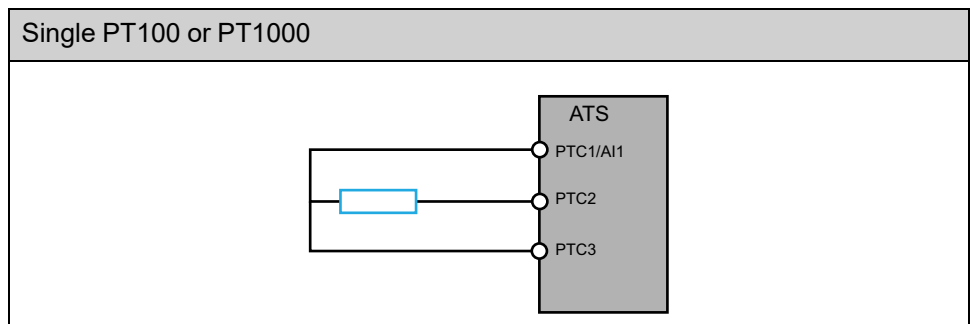 Single PT100 or PT1000
ATS
PTC1/AI1
PTC2
PTC3